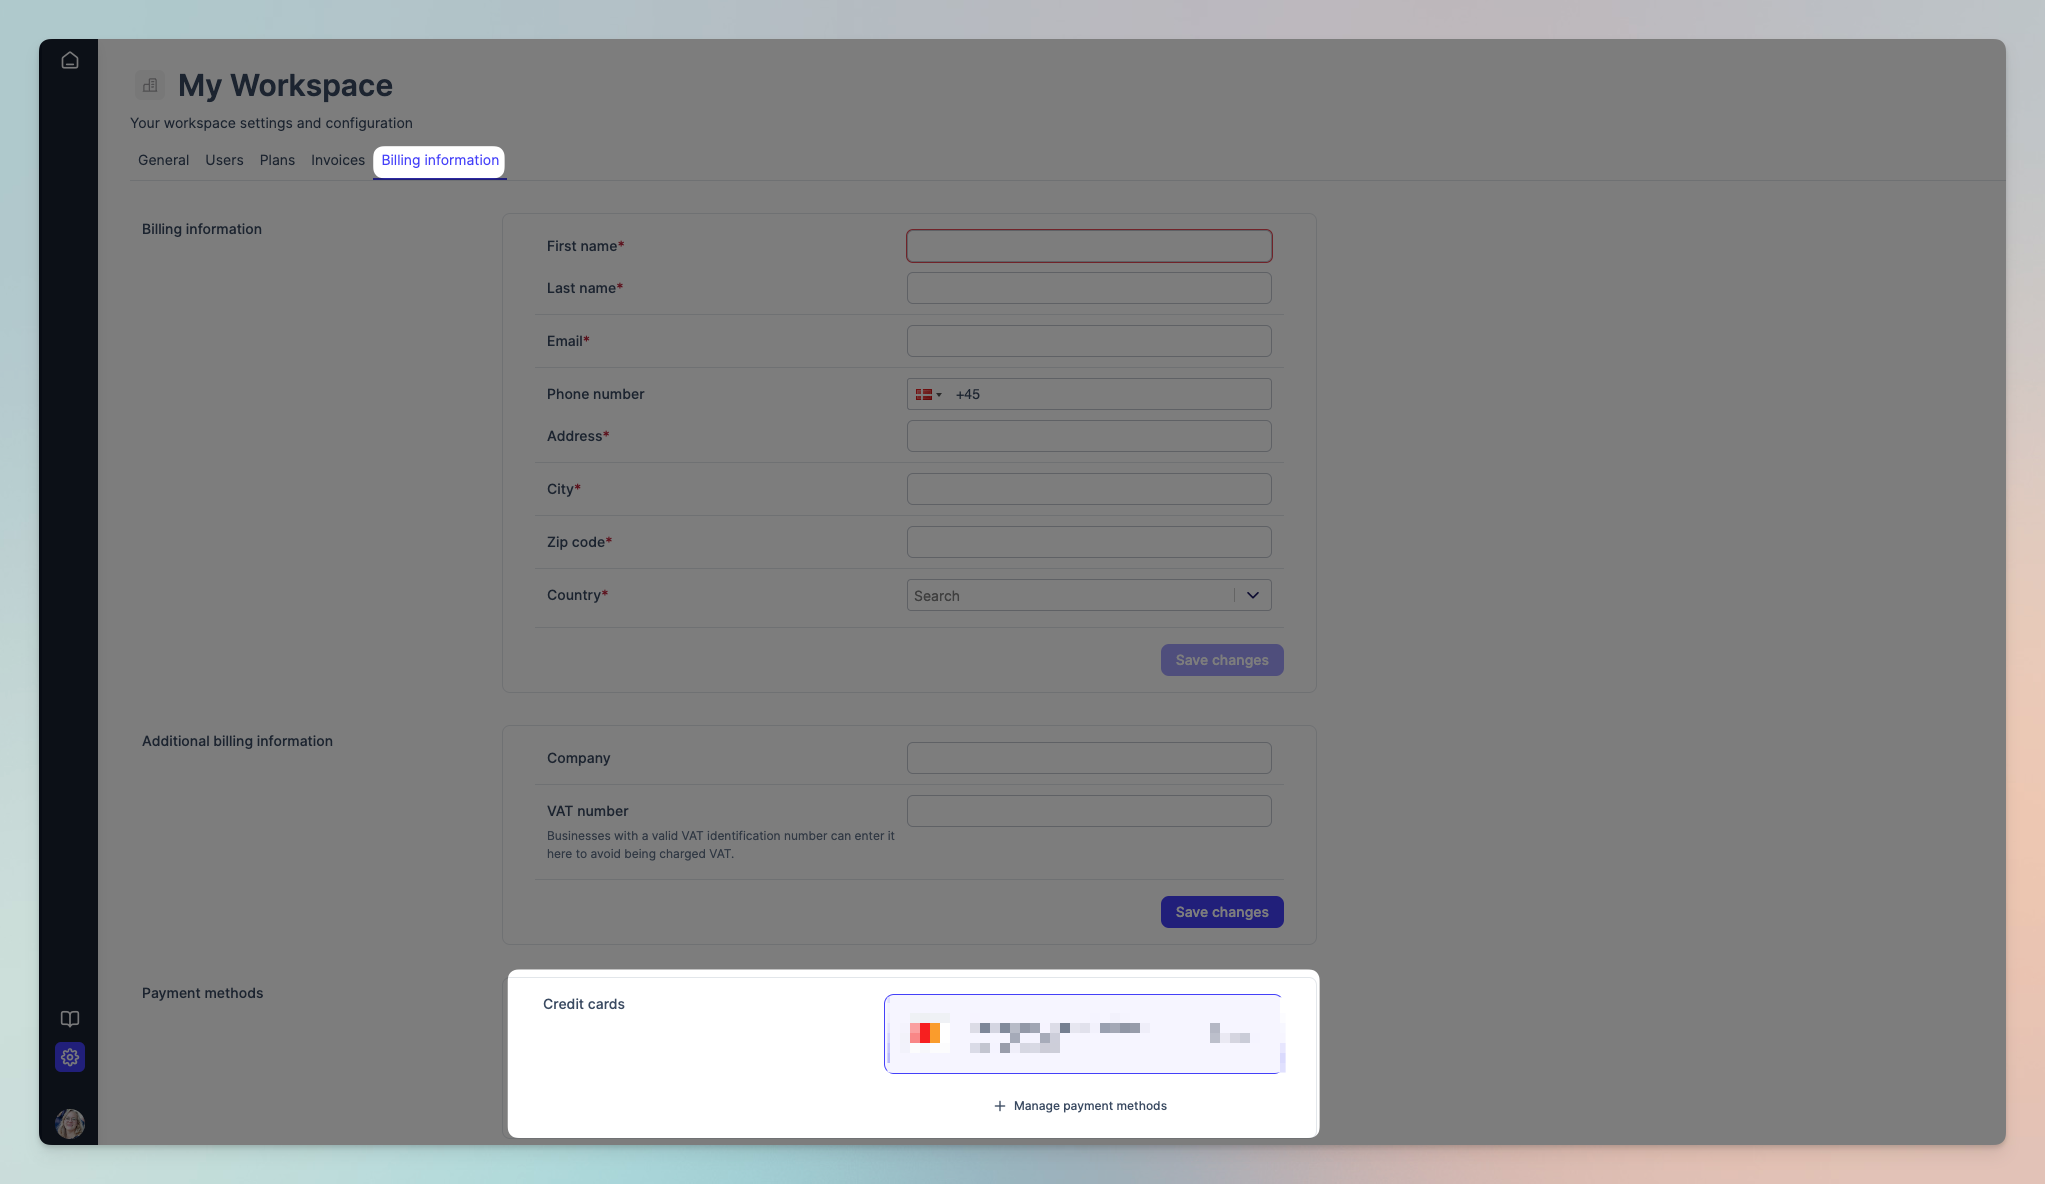 My Workspace
Your workspace settings and configuration
General Users Plans Invoices Billing information
Billing information
First name*
Last name*
Email*
Phone number
+45
Address*
City*
Zip code*
Country*
Search
Save changes
Additional billing information
Company
VAT number
Businesses with a valid VAT identification number can enter it
here to avoid being charged VAT.
Save changes
Payment methods
Credit cards
Manage payment methods